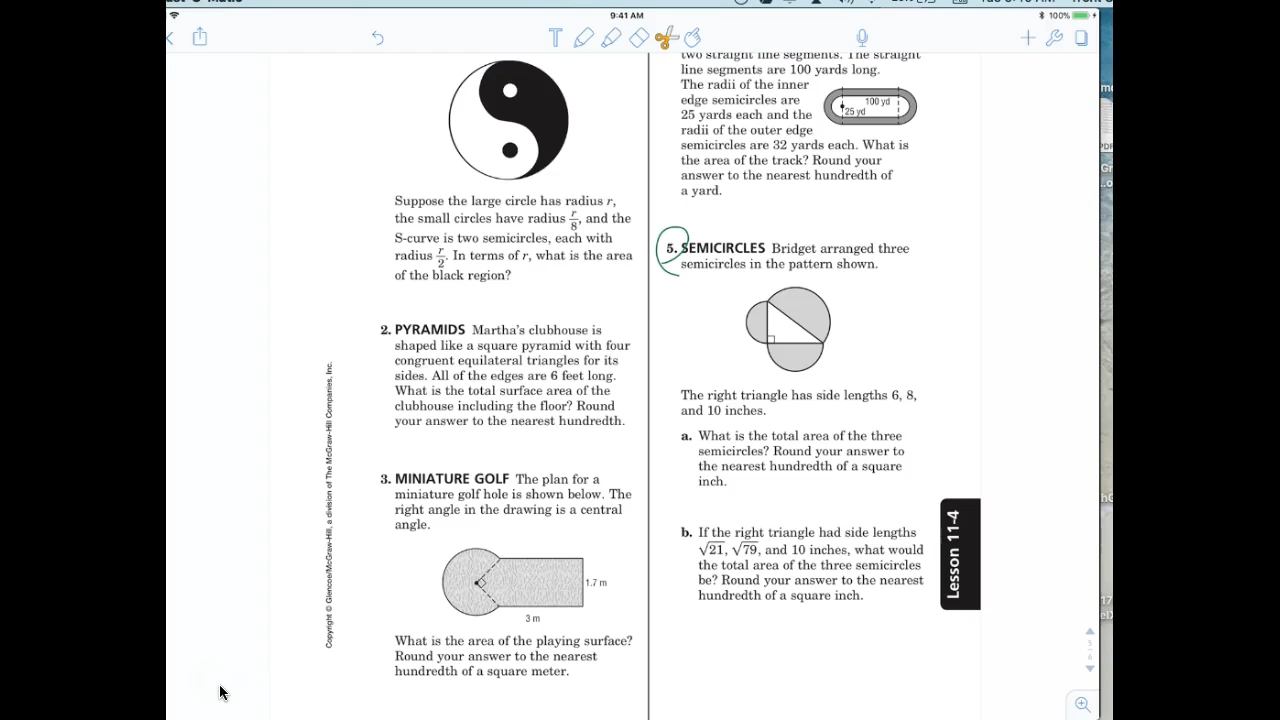 9:41 AM
100%
T
Suppose the large circle has radius r,
the small circles have radius r/8, and the
S-curve is two semicircles, each with
radius r/2. In terms of r, what is the area
of the black region?
2. PYRAMIDS Martha's clubhouse is
shaped like a square pyramid with four
congruent equilateral triangles for its
sides. All of the edges are 6 feet long.
What is the total surface area of the
clubhouse including the floor? Round
your answer to the nearest hundredth.
3. MINIATURE GOLF The plan for a
miniature golf hole is shown below. The
right angle in the drawing is a central
angle.
1.7 m
3 m
What is the area of the playing surface?
Round your answer to the nearest
hundredth of a square meter.
Copyright © Glencoe/McGraw-Hill, a division of The McGraw-Hill Companies, Inc.
two straight line segments. The straight
line segments are 100 yards long.
The radii of the inner
edge semicircles are
25 yards each and the
radii of the outer edge
semicircles are 32 yards each. What is
the area of the track? Round your
answer to the nearest hundredth of
a yard.
100 yd
25 yd
5. SEMICIRCLES Bridget arranged three
semicircles in the pattern shown.
The right triangle has side lengths 6, 8,
and 10 inches.
a. What is the total area of the three
semicircles? Round your answer to
the nearest hundredth of a square
inch.
b. If the right triangle had side lengths
√21, √79, and 10 inches, what would
the total area of the three semicircles
be? Round your answer to the nearest
hundredth of a square inch.
Lesson 11-4